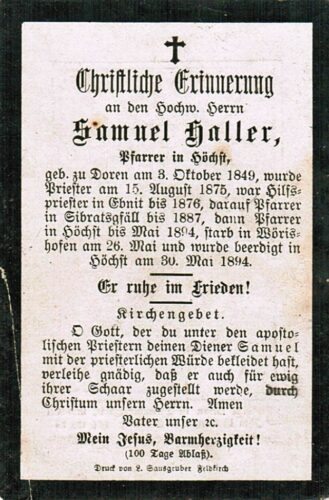 Christliche Erinnerung
an den Hochw. Herrn
Samuel Haller,
Pfarrer in Höchst,
geb. zu Doren am 3. Oktober 1849, wurde
Priester am 15. August 1875, war Hilfs-
priester in Ebnit bis 1876, darauf Pfarrer
in Sibratsgfäll bis 1887, dann Pfarrer
in Höchst bis Mai 1894, starb in Wöris-
hofen am 26. Mai und wurde beerdigt in
Höchst am 30. Mai 1894.
Er ruhe im Frieden!
Kirchengebet.
O Gott, der du unter den aposto-
lischen Priestern deinen Diener Samuel
mit der priesterlichen Würde bekleidet hast,
verleihe gnädig, daß er auch für ewig
ihrer Schaar zugestellt werde, durch
Christum unsern Herrn. Amen
Vater unser ꝛc.
Mein Jesus, Barmherzigkeit!
(100 Tage Ablaß).
Druck von L. Sausgruber Feldkirch